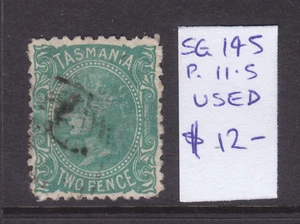 TASMANIA
TWO PENCE
SG 145
P. 11.5
USED
$ 12-